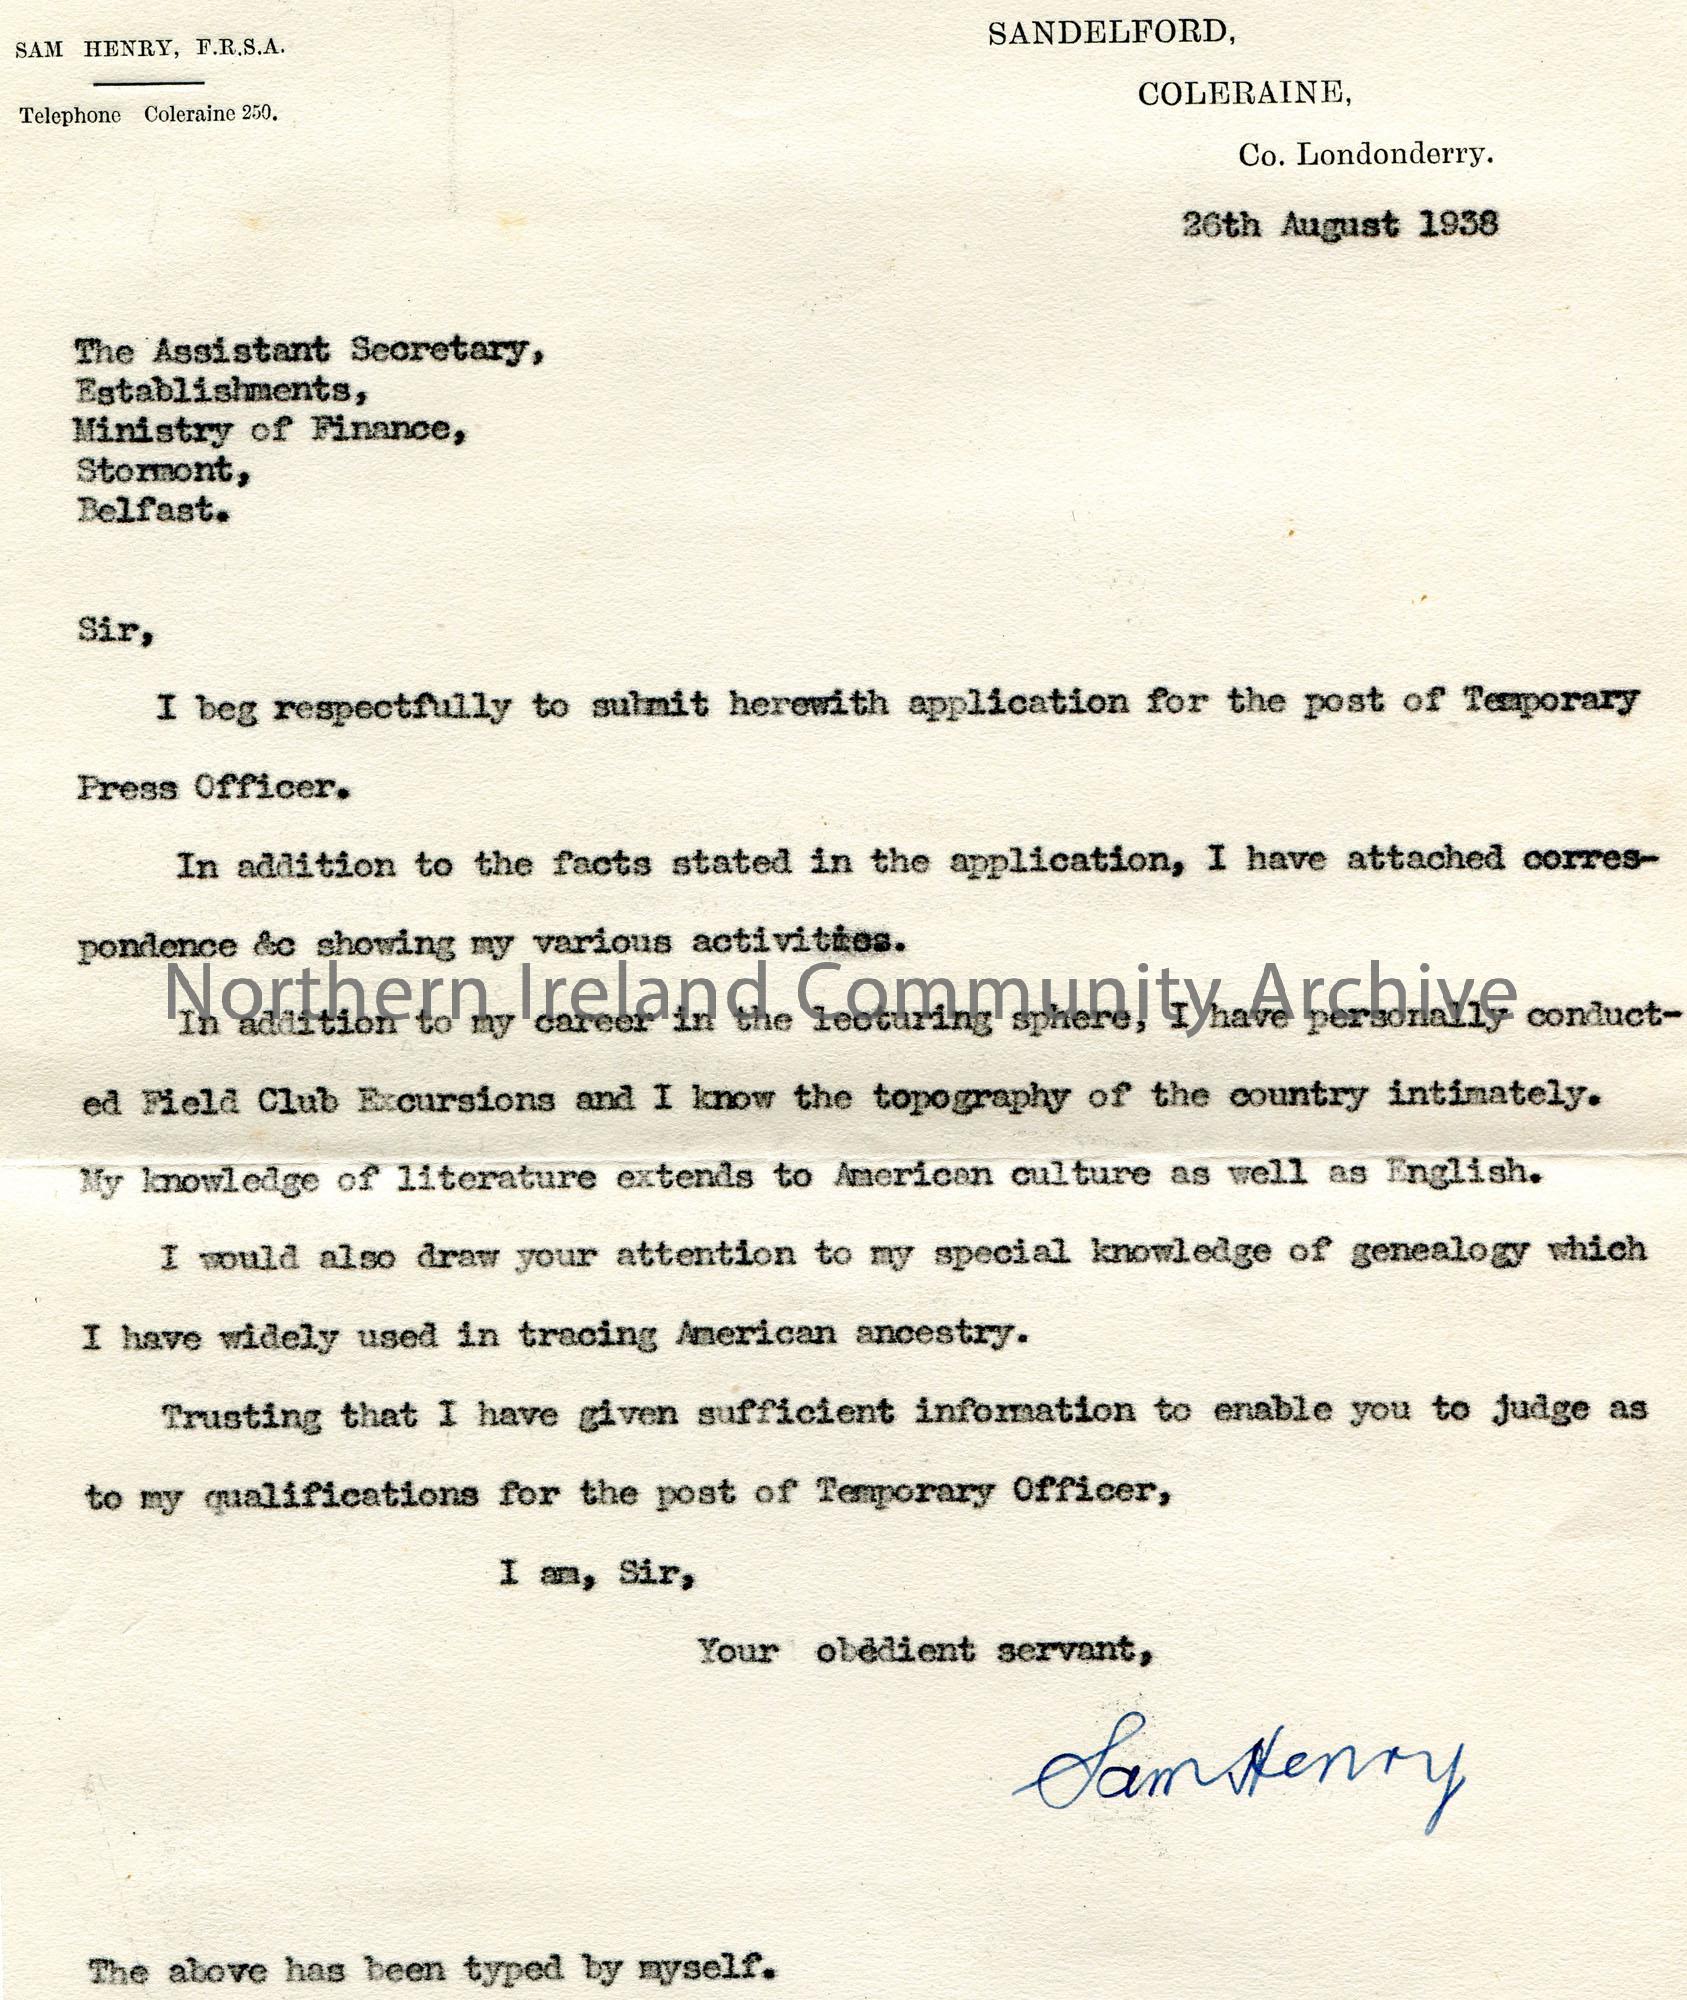 SAM HENRY, F.R.S.A.
Telephone Coleraine 250.
SANDELFORD,
COLERAINE,
Co. Londonderry.
26th August 1938
The Assistant Secretary,
Establishments,
Ministry of Finance,
Stormont,
Belfast.
Sir,
I beg respectfully to submit herewith application for the post of Temporary
Press Officer.
In addition to the facts stated in the application, I have attached corres-
pondence &c showing my various activities.
Northern Ireland Community Archive
In addition to my career in the lecturing sphere, I have personally conduct-
ed Field Club Excursions and I know the topography of the country intimately.
My knowledge of literature extends to American culture as well as English.
I would also draw your attention to my special knowledge of genealogy which
I have widely used in tracing American ancestry.
Trusting that I have given sufficient information to enable you to judge as
to my qualifications for the post of Temporary Officer,
I am, Sir,
Your obedient servant,
Sam Henry
The above has been typed by myself.